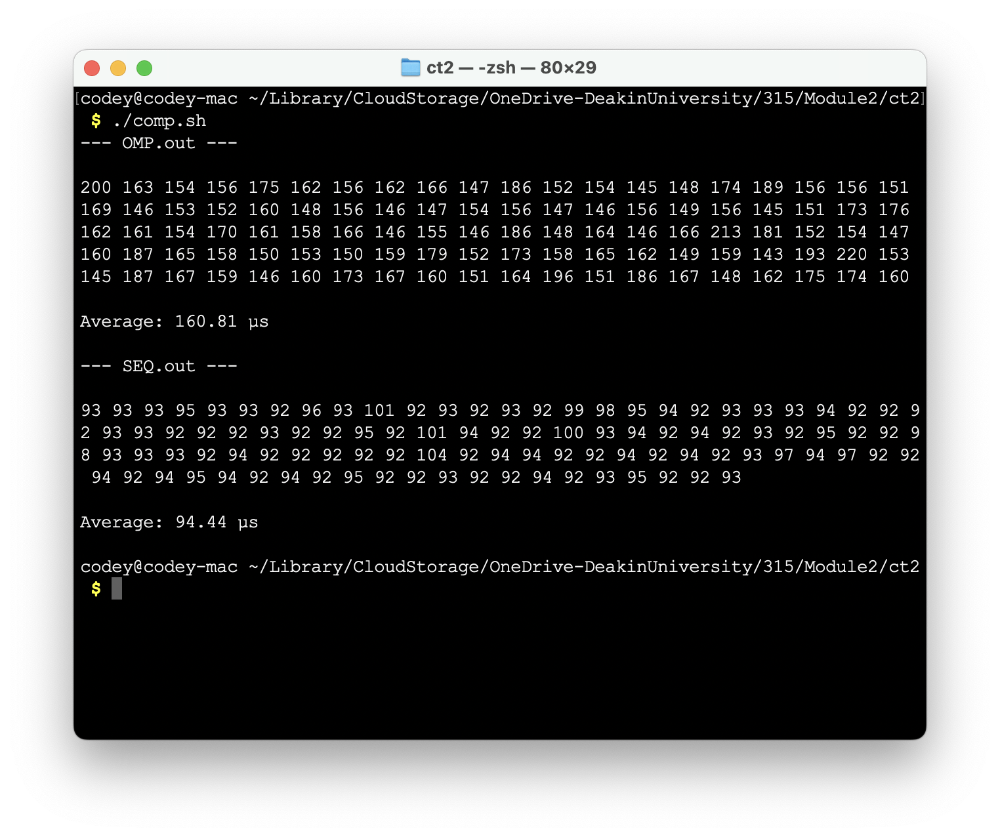 ct2 — -zsh — 80×29
[codey@codey-mac ~/Library/CloudStorage/OneDrive-DeakinUniversity/315/Module2/ct2]
$ ./comp.sh
--- OMP.out ---
200 163 154 156 175 162 156 162 166 147 186 152 154 145 148 174 189 156 156 151
169 146 153 152 160 148 156 146 147 154 156 147 146 156 149 156 145 151 173 176
162 161 154 170 161 158 166 146 155 146 186 148 164 146 166 213 181 152 154 147
160 187 165 158 150 153 150 159 179 152 173 158 165 162 149 159 143 193 220 153
145 187 167 159 146 160 173 167 160 151 164 196 151 186 167 148 162 175 174 160
Average: 160.81 µs
--- SEQ.out ---
93 93 93 95 93 93 92 96 93 101 92 93 92 93 92 99 98 95 94 92 93 93 93 94 92 92 9
2 93 93 92 92 92 93 92 92 95 92 101 94 92 92 100 93 94 92 94 92 93 92 95 92 92 9
8 93 93 93 92 94 92 92 92 92 92 104 92 94 94 92 92 94 92 94 92 93 97 94 97 92 92
94 92 94 95 94 92 94 92 95 92 92 93 92 92 94 92 93 95 92 92 93
Average: 94.44 µs
codey@codey-mac ~/Library/CloudStorage/OneDrive-DeakinUniversity/315/Module2/ct2
$